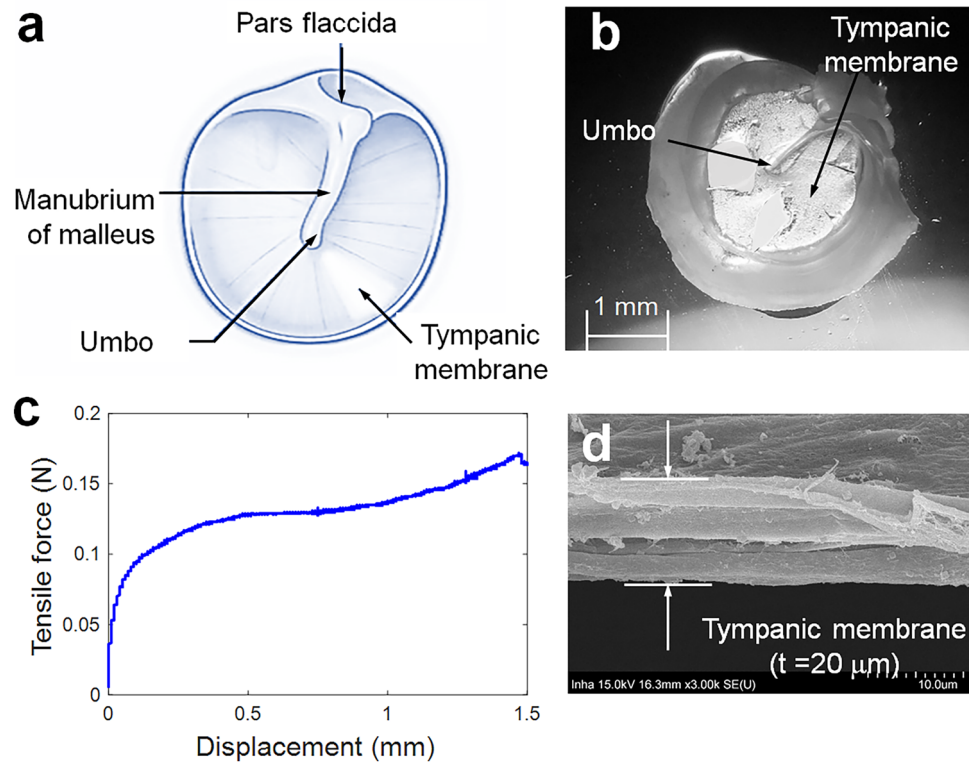 a
Pars flaccida
Manubrium
of malleus
Umbo
Tympanic
membrane
b
Tympanic
membrane
Umbo
1 mm
c
0.2
0.15
0.1
0.05
0
Tensile force (N)
0
0.5
1
1.5
Displacement (mm)
d
Tympanic membrane
(t =20 μm)
Inha 15.0kV 16.3mm x3.00k SE(U)
10.0um